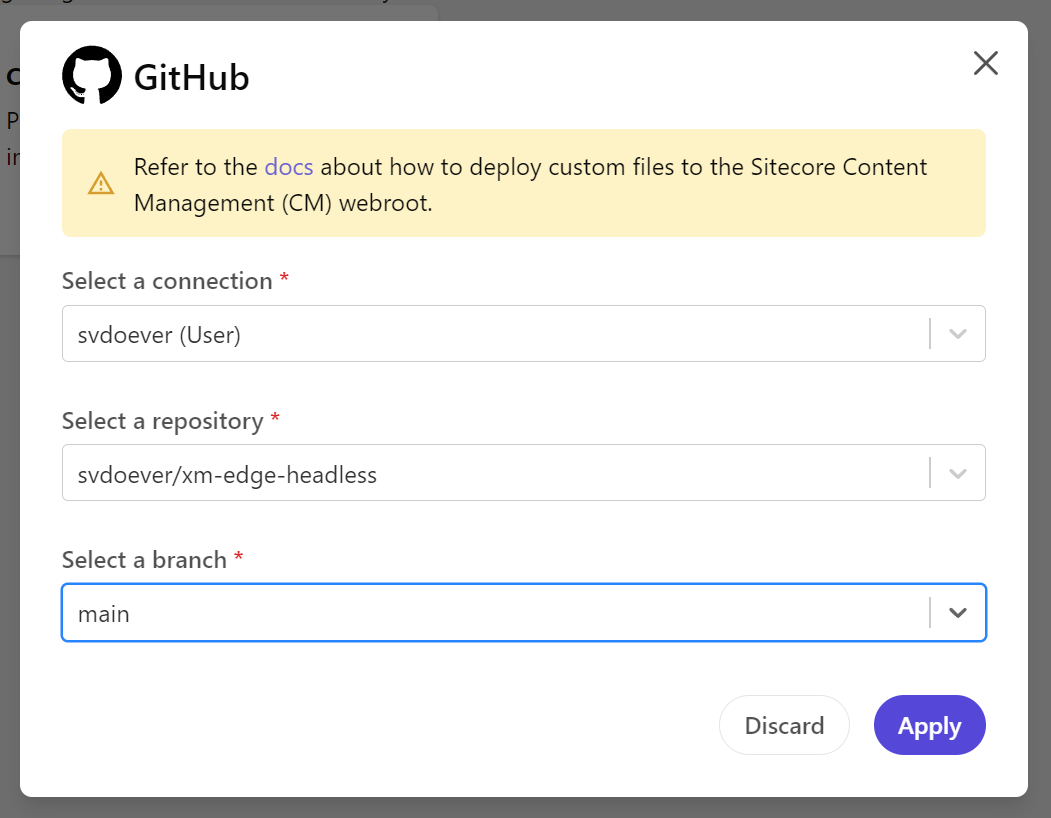 GitHub
Refer to the docs about how to deploy custom files to the Sitecore Content
Management (CM) webroot.
Select a connection *
svdoever (User)
Select a repository *
svdoever/xm-edge-headless
Select a branch *
main
Discard
Apply